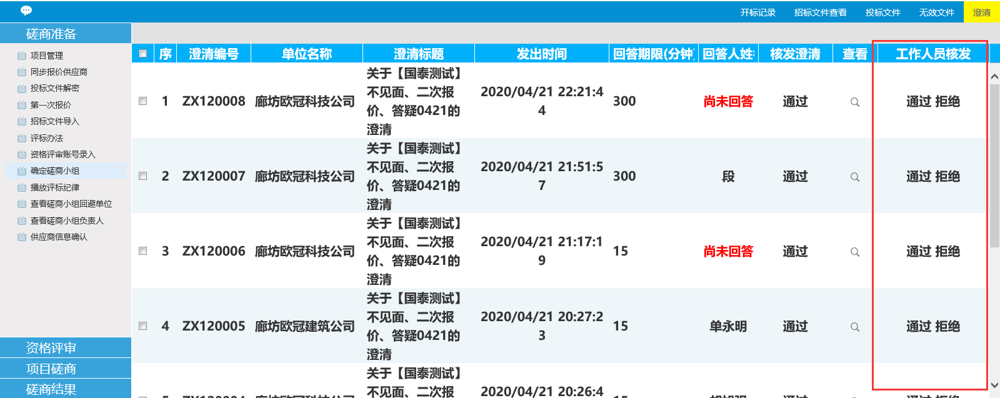 开标记录 招标文件查看 投标文件 无效文件 澄清
磋商准备
项目管理
同步报价供应商
投标文件解密
第一次报价
招标文件导入
评标办法
资格评审账号录入
确定磋商小组
播放评标纪律
查看磋商小组回避单位
查看磋商小组负责人
供应商信息确认
资格评审
项目磋商
磋商结果
序 澄清编号 单位名称 澄清标题 发出时间 回答期限(分钟 回答人姓 核发澄清 查看 工作人员核发
关于【国泰测试】
不见面、二次报
价、答疑0421的
澄清
1 ZX120008 廊坊欧冠科技公司
2020/04/21 22:21:4
4
300 尚未回答 通过 通过 拒绝
关于【国泰测试】
不见面、二次报
价、答疑0421的
澄清
2 ZX120007 廊坊欧冠科技公司
2020/04/21 21:51:5
7
300 段 通过 通过 拒绝
关于【国泰测试】
不见面、二次报
价、答疑0421的
澄清
3 ZX120006 廊坊欧冠科技公司
2020/04/21 21:17:1
9
15 尚未回答 通过 通过 拒绝
关于【国泰测试】
不见面、二次报
价、答疑0421的
澄清
4 ZX120005 廊坊欧冠建筑公司
2020/04/21 20:27:2
3
15 单永明 通过 通过 拒绝
关于【国泰测试】
不见面、二次报
2020/04/21 20:26:4